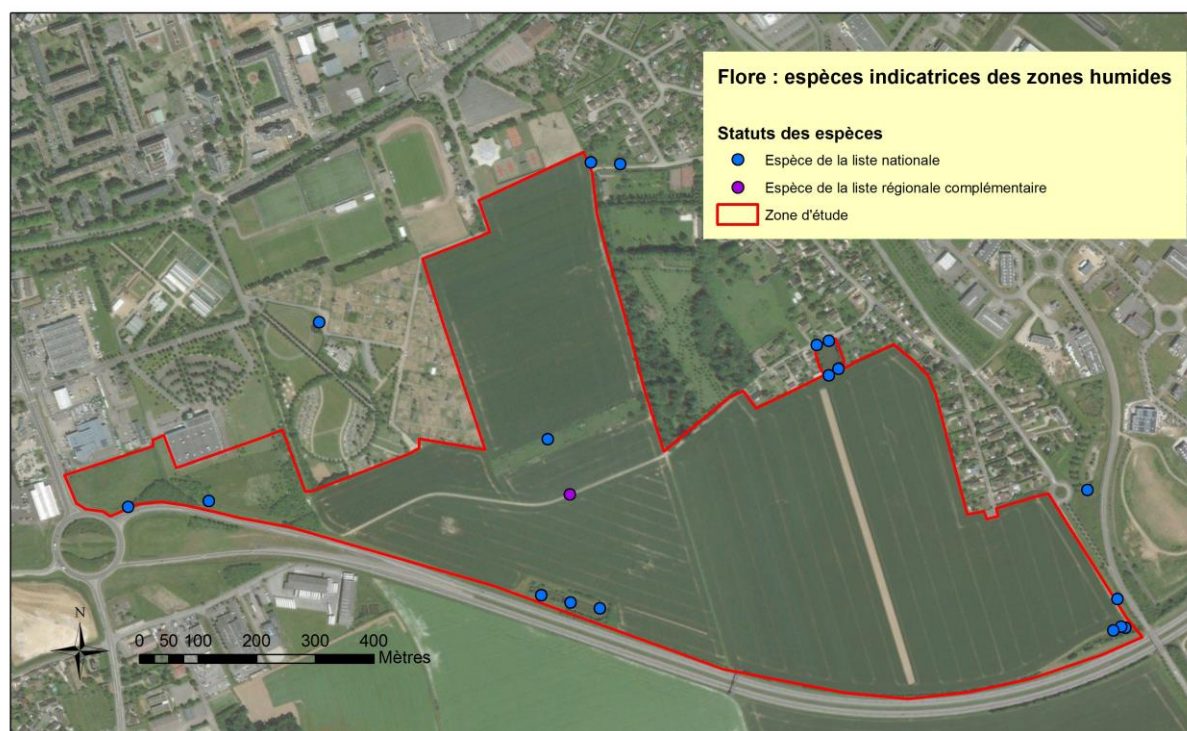 Flore : espèces indicatrices des zones humides
Statuts des espèces
Espèce de la liste nationale
Espèce de la liste régionale complémentaire
Zone d'étude
N
0 50 100 200 300 400
Mètres